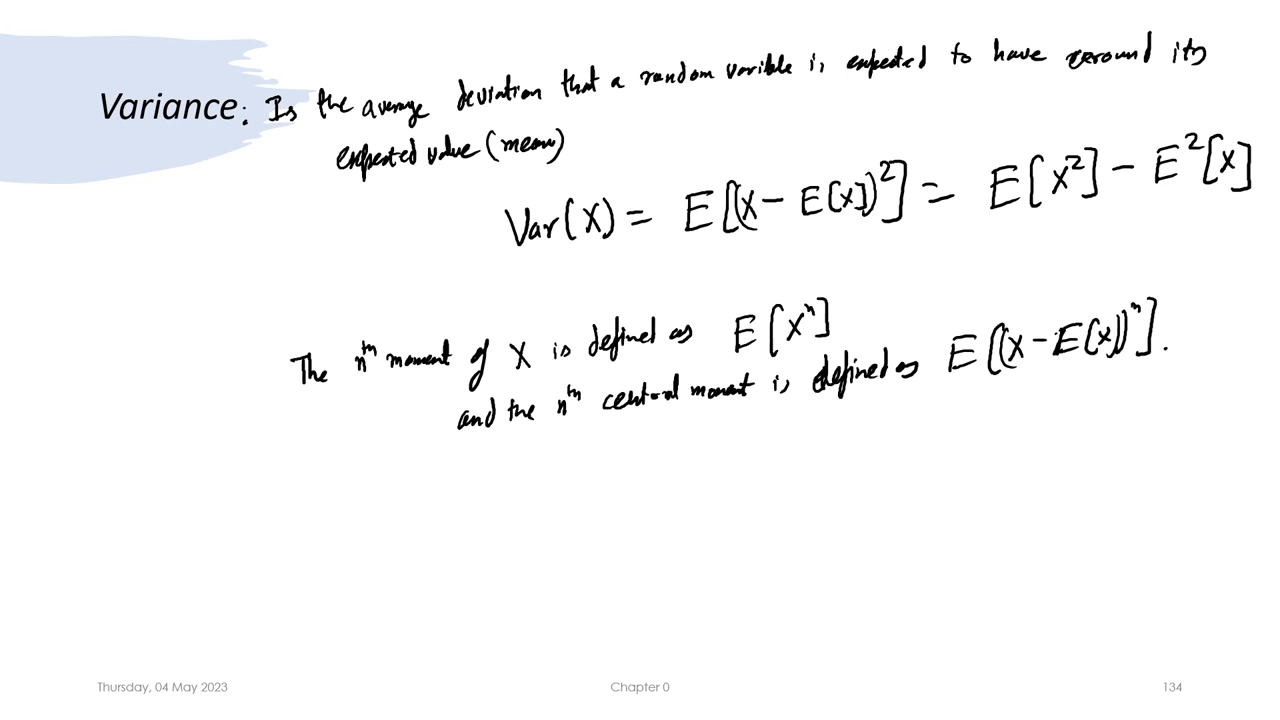 Variance: Is the average deviation that a random variable is expected to have around its
expected value (mean)
Var(X) = E[(X - E[X])²] = E[X²] - E²[X]
The nᵗʰ moment of X is defined as E[Xⁿ]
and the nᵗʰ central moment is defined as E[(X - E(X))ⁿ].
Thursday, 04 May 2023 Chapter 0 134